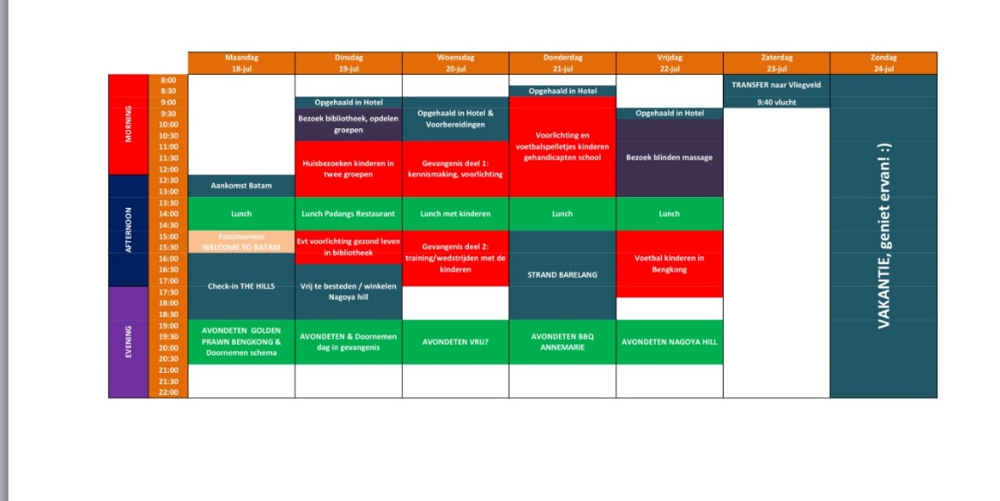 Maandag
18-jul
Dinsdag
19-jul
Woensdag
20-jul
Donderdag
21-jul
Vrijdag
22-jul
Zaterdag
23-jul
Zondag
24-jul
MORNING
AFTERNOON
EVENING
8:00
8:30
9:00
9:30
10:00
10:30
11:00
11:30
12:00
12:30
13:00
13:30
14:00
14:30
15:00
15:30
16:00
16:30
17:00
17:30
18:00
18:30
19:00
19:30
20:00
20:30
21:00
21:30
22:00
Aankomst Batam
Lunch
Fotomoment
WELCOME TO BATAM
Check-in THE HILLS
AVONDETEN GOLDEN
PRAWN BENGKONG &
Doornemen schema
Opgehaald in Hotel
Bezoek bibliotheek, opdelen
groepen
Huisbezoeken kinderen in
twee groepen
Lunch Padangs Restaurant
Evt voorlichting gezond leven
in bibliotheek
Vrij te besteden / winkelen
Nagoya hill
AVONDETEN & Doornemen
dag in gevangenis
Opgehaald in Hotel &
Voorbereidingen
Gevangenis deel 1:
kennismaking, voorlichting
Lunch met kinderen
Gevangenis deel 2:
training/wedstrijden met de
kinderen
AVONDETEN VRIJ?
Opgehaald in Hotel
Voorlichting en
voetbalspelletjes kinderen
gehandicapten school
Lunch
STRAND BARELANG
AVONDETEN BBQ
ANNEMARIE
Opgehaald in Hotel
Bezoek blinden massage
Lunch
Voetbal kinderen in
Bengkong
AVONDETEN NAGOYA HILL
TRANSFER naar Vliegveld
9:40 vlucht
VAKANTIE, geniet ervan! :)